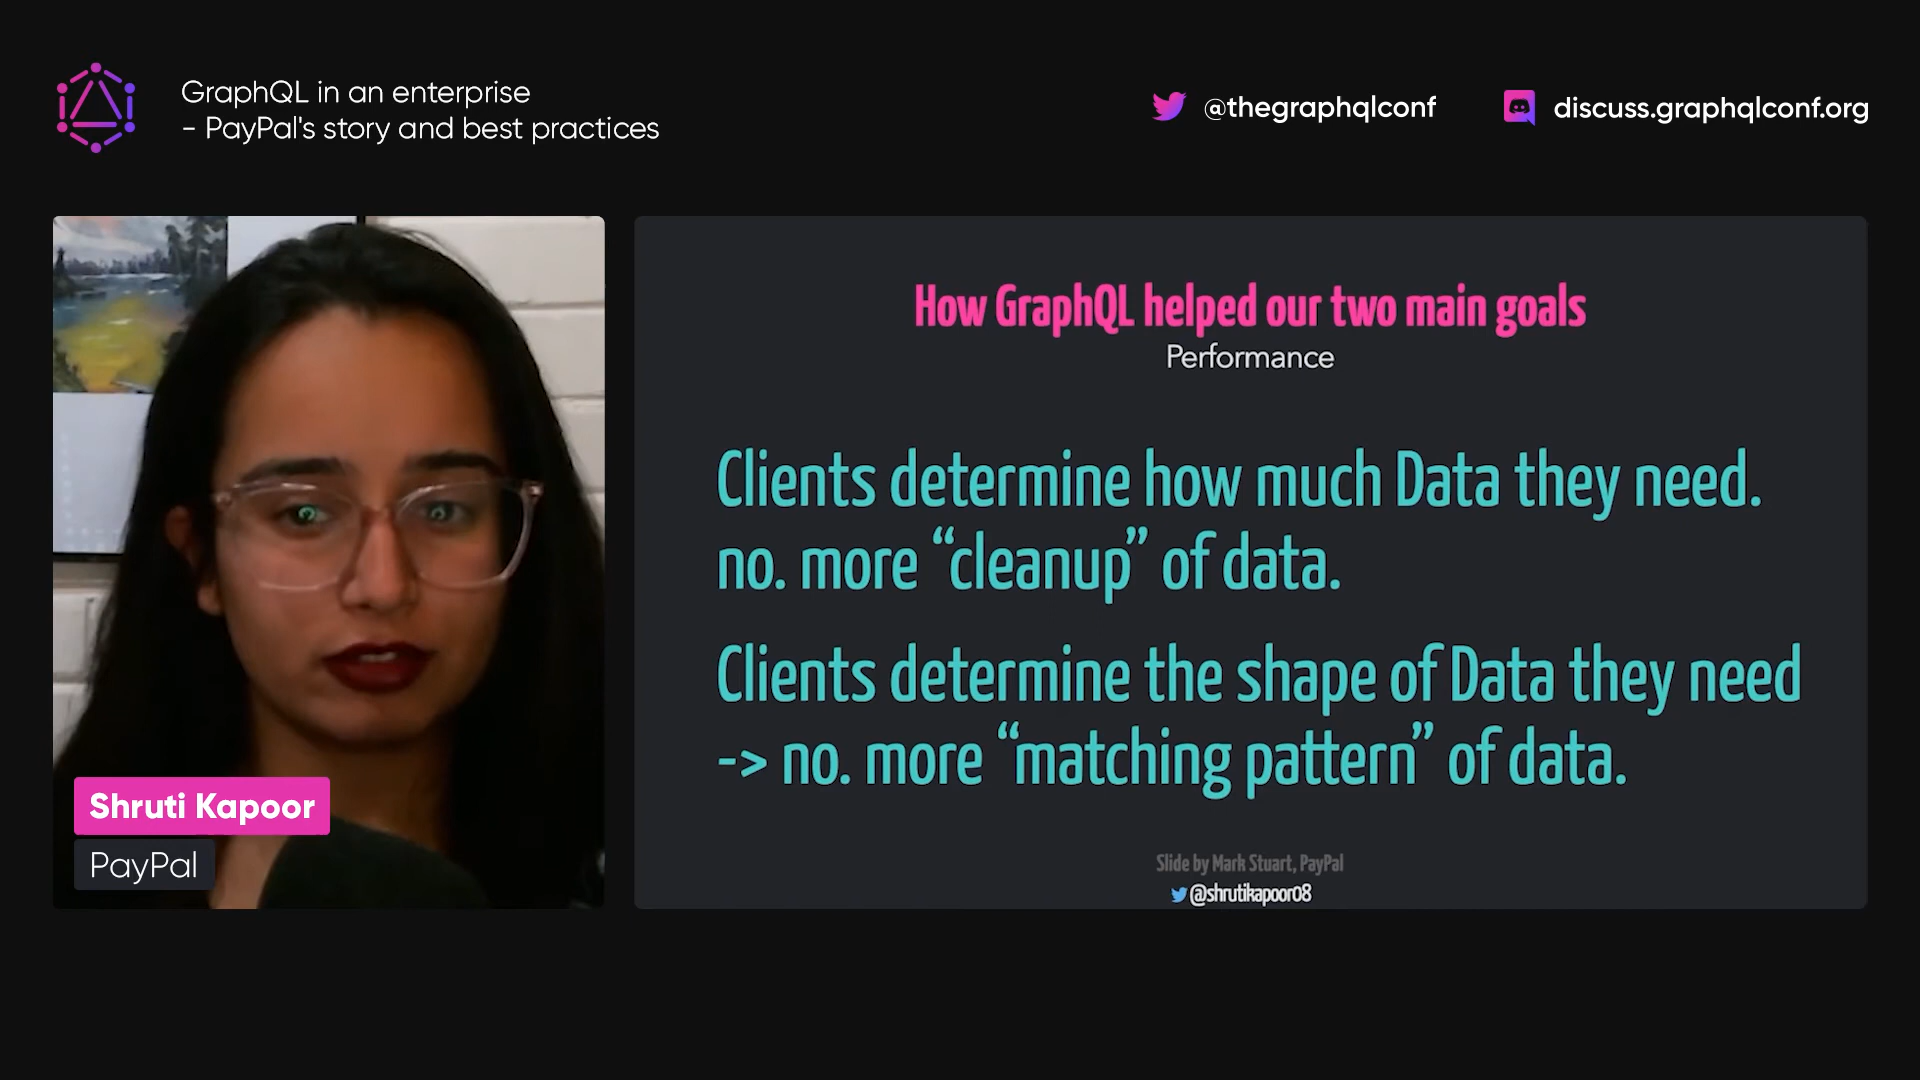 GraphQL in an enterprise
- PayPal's story and best practices
@thegraphqlconf
discuss.graphqlconf.org
Shruti Kapoor
PayPal
How GraphQL helped our two main goals
Performance
Clients determine how much Data they need.
no. more “cleanup” of data.
Clients determine the shape of Data they need
-> no. more “matching pattern” of data.
Slide by Mark Stuart, PayPal
@shrutikapoor08